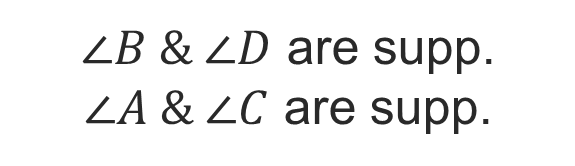 ∠B & ∠D are supp.
∠A & ∠C are supp.